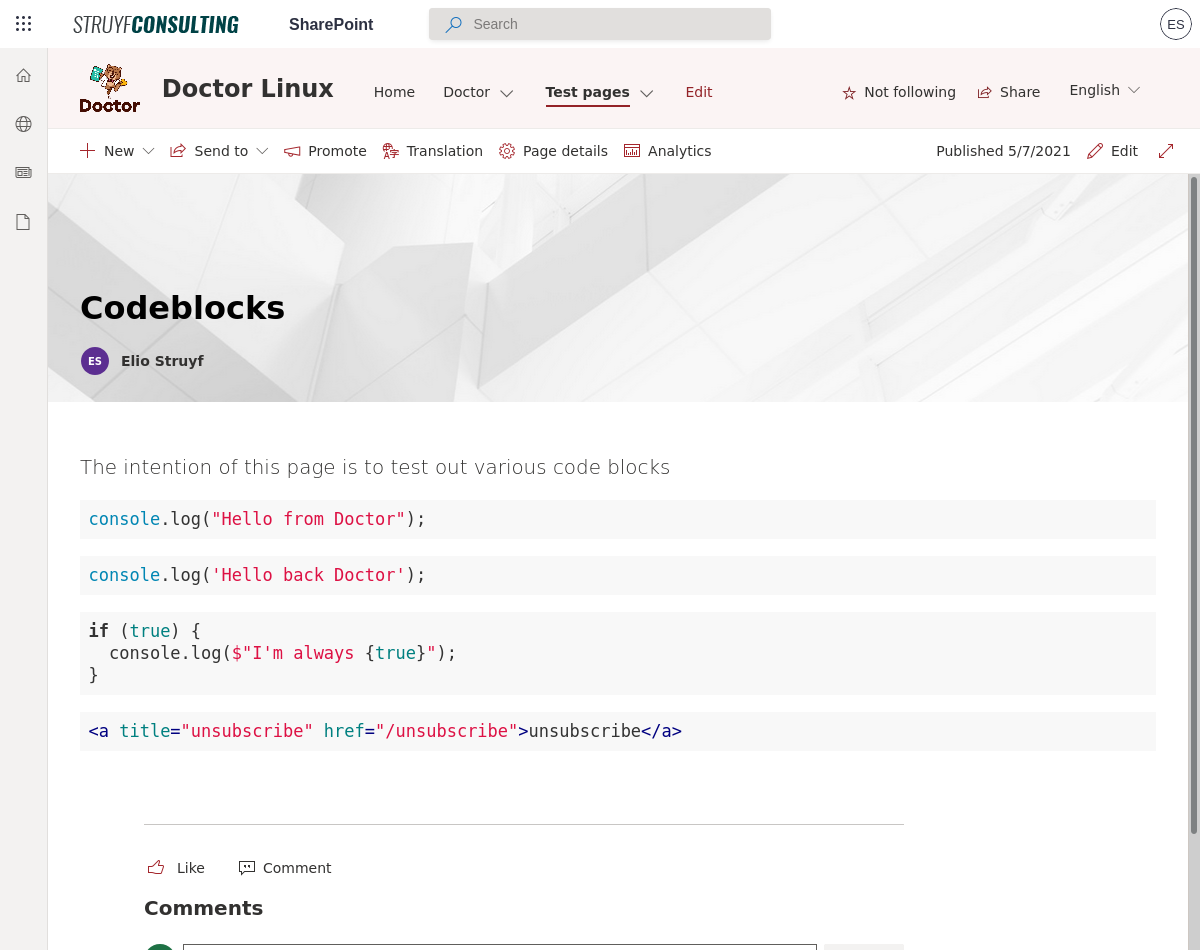 STRUYFCONSULTING SharePoint Search ES
Doctor Doctor Linux Home Doctor Test pages Edit Not following Share English
New Send to Promote Translation Page details Analytics Published 5/7/2021 Edit
Codeblocks
ES Elio Struyf
The intention of this page is to test out various code blocks
console.log("Hello from Doctor");
console.log('Hello back Doctor');
if (true) {
  console.log($"I'm always {true}");
}
<a title="unsubscribe" href="/unsubscribe">unsubscribe</a>
Like Comment
Comments